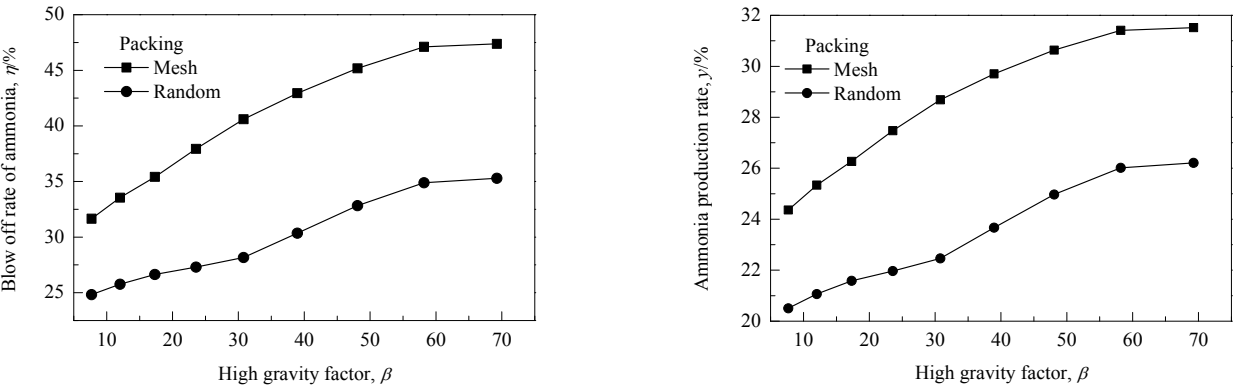 50
45
40
35
30
25
Blow off rate of ammonia, η/%
Packing
Mesh
Random
10 20 30 40 50 60 70
High gravity factor, β
32
30
28
26
24
22
20
Ammonia production rate, y/%
Packing
Mesh
Random
10 20 30 40 50 60 70
High gravity factor, β